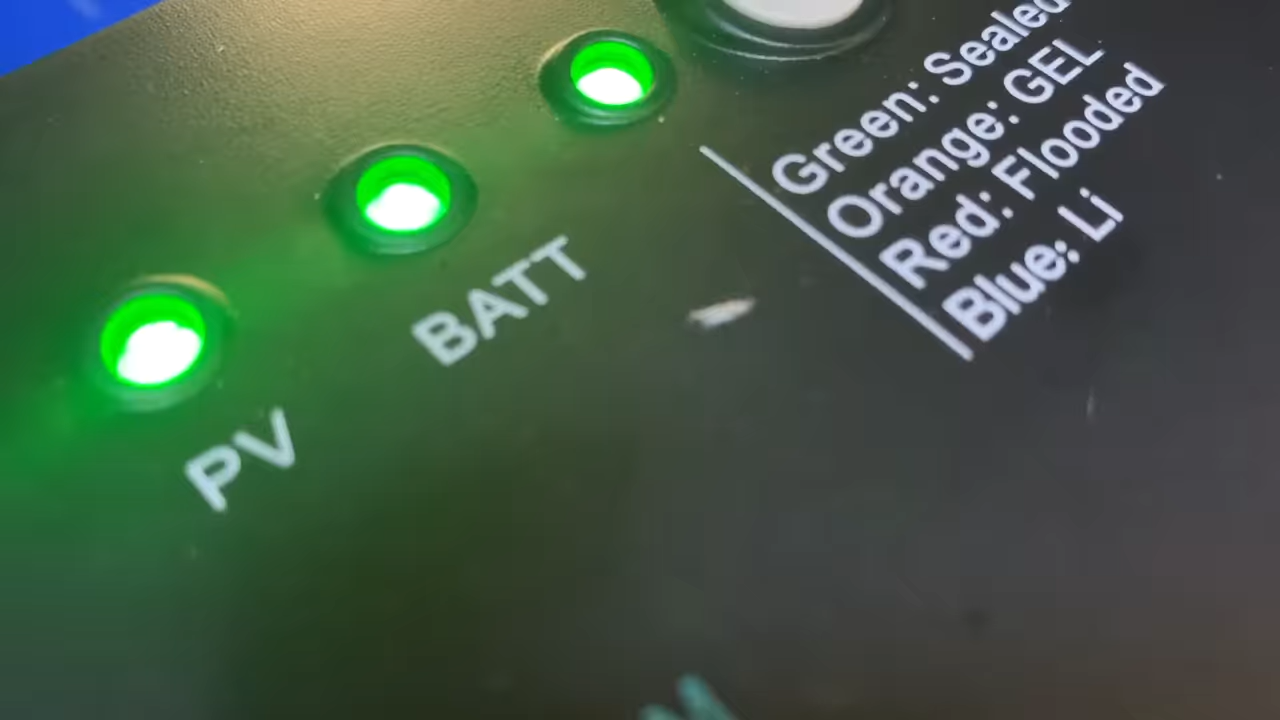 Green: Sealed
Orange: GEL
Red: Flooded
Blue: Li
BATT
PV